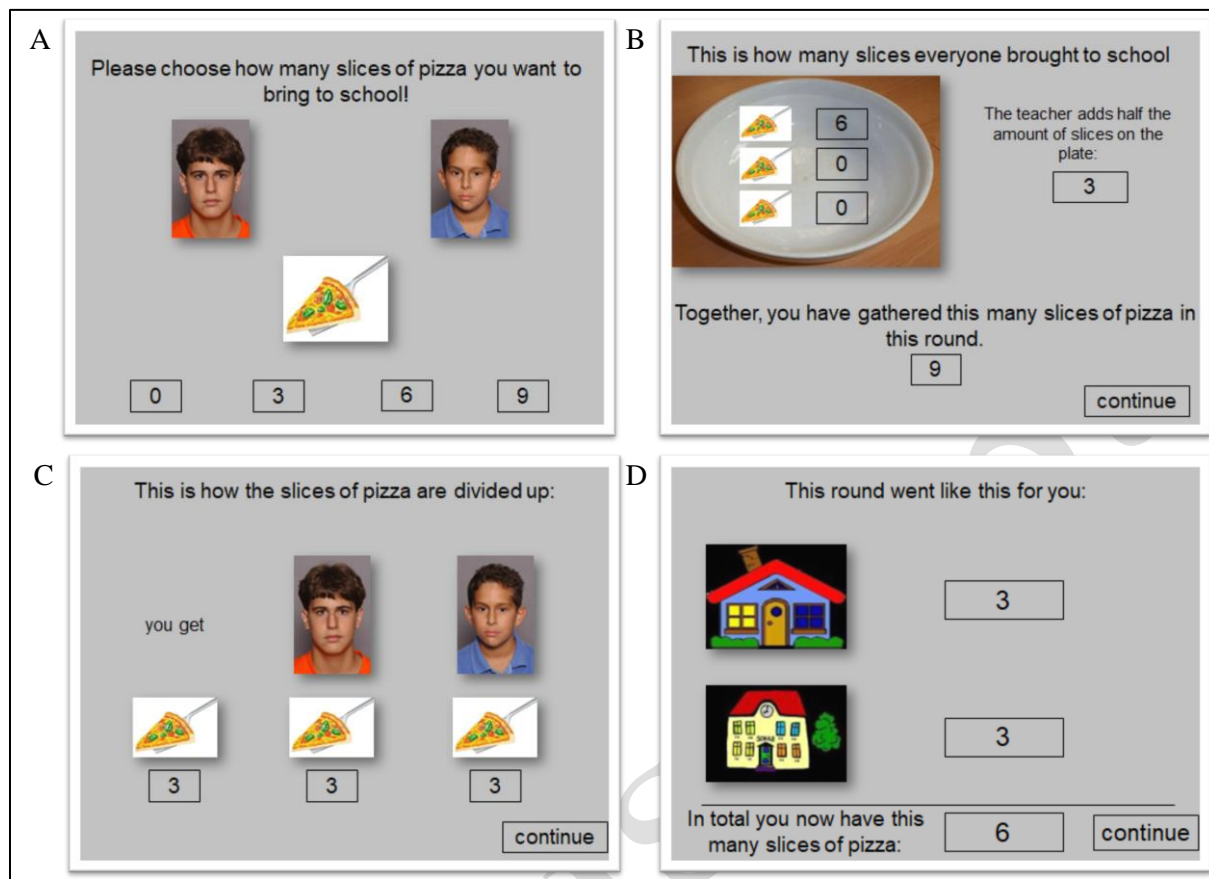 A
Please choose how many slices of pizza you want to
bring to school!
0 3 6 9
B
This is how many slices everyone brought to school
6
0
0
The teacher adds half the
amount of slices on the
plate:
3
Together, you have gathered this many slices of pizza in
this round.
9
continue
C
This is how the slices of pizza are divided up:
you get
3 3 3
continue
D
This round went like this for you:
3
3
In total you now have this
many slices of pizza:
6
continue